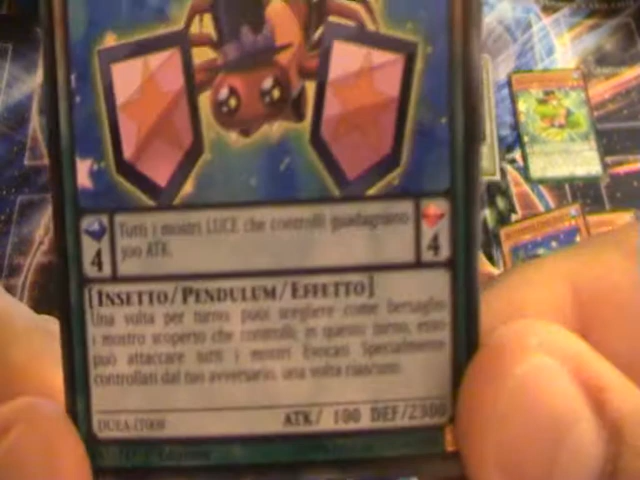 Tutti i mostri LUCE che controlli guadagnano
300 ATK.
4
4
[INSETTO/PENDULUM/EFFETTO]
Una volta per turno: puoi scegliere come bersaglio
1 mostro scoperto che controlli; in questo turno, esso
può attaccare tutti i mostri Evocati Specialmente
controllati dal tuo avversario, una volta ciascuno.
ATK/ 100 DEF/2300